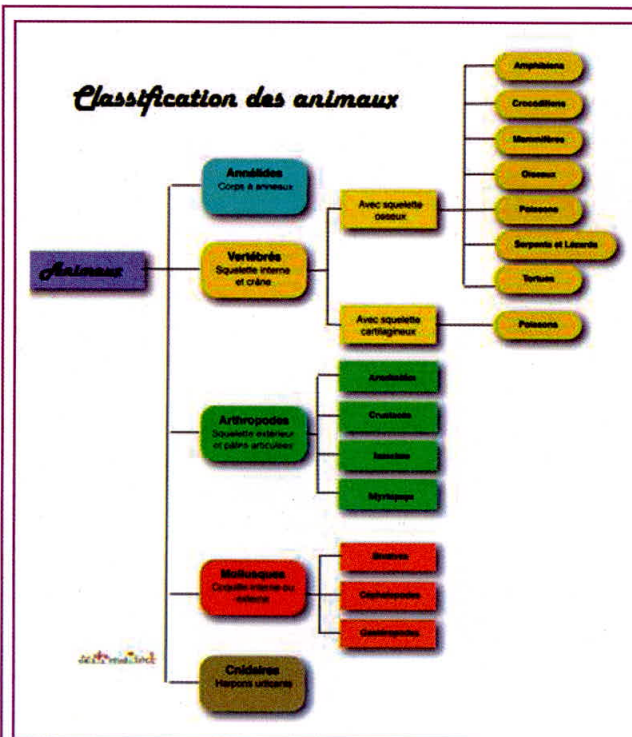 Classification des animaux
Animaux
Annélides
Corps à anneaux
Vertébrés
Squelette interne
et crâne
Avec squelette
osseux
Amphibiens
Crocodiliens
Mammifères
Oiseaux
Poissons
Serpents et Lézards
Tortues
Avec squelette
cartilagineux
Poissons
Arthropodes
Squelette extérieur
et pattes articulées
Arachnides
Crustacés
Insectes
Mollusques
Coquille interne ou
externe
Bivalves
Céphalopodes
Gastéropodes
Cnidaires
Harpons urticants